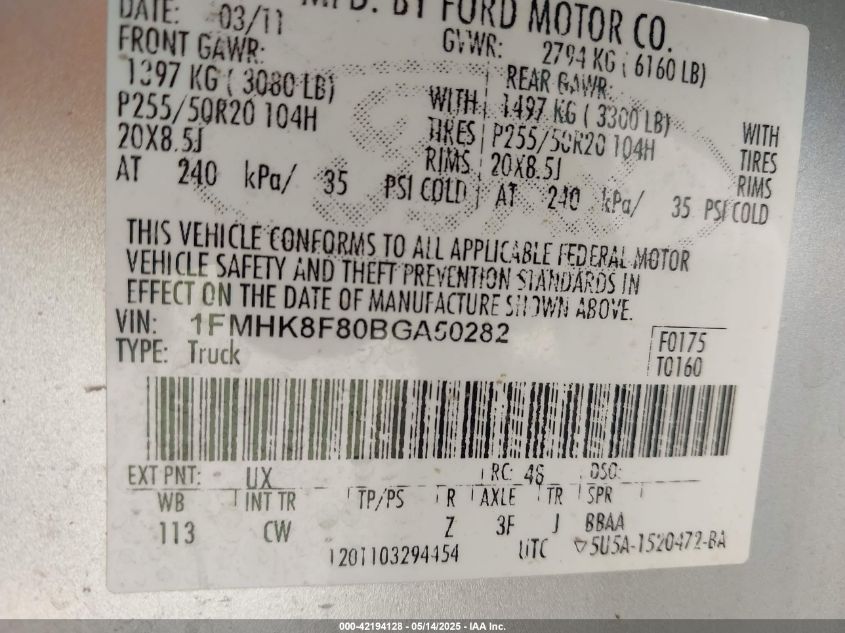 MFD. BY FORD MOTOR CO.
DATE: 03/11 GVWR: 2794 KG ( 6160 LB)
FRONT GAWR: REAR GAWR:
1397 KG ( 3080 LB) WITH 1497 KG ( 3300 LB) WITH
P255/50R20 104H TIRES P255/50R20 104H TIRES
20X8.5J RIMS 20X8.5J RIMS
AT 240 kPa/ 35 PSI COLD AT 240 kPa/ 35 PSI COLD
THIS VEHICLE CONFORMS TO ALL APPLICABLE FEDERAL MOTOR
VEHICLE SAFETY AND THEFT PREVENTION STANDARDS IN
EFFECT ON THE DATE OF MANUFACTURE SHOWN ABOVE.
VIN: 1FMHK8F80BGA50282
TYPE: Truck
F0175
T0160
EXT PNT: UX RC: 48 DSO:
WB INT TR TP/PS R AXLE TR SPR
113 CW Z 3F J BBAA
1201103294454 UTC ▽5U5A-1520472-BA
000-42194128 - 05/14/2025 - IAA Inc.